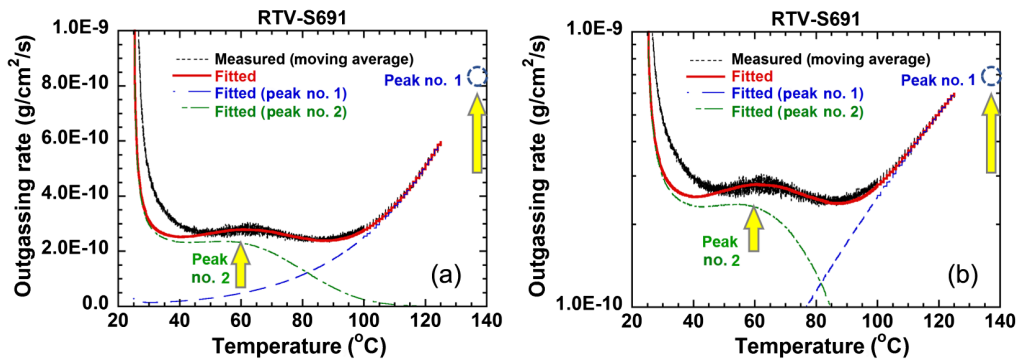 RTV-S691
1.0E-9
8.0E-10
6.0E-10
4.0E-10
2.0E-10
0.0
Outgassing rate (g/cm²/s)
Measured (moving average)
Fitted
Fitted (peak no. 1)
Fitted (peak no. 2)
Peak no. 1
Peak
no. 2
(a)
20 40 60 80 100 120 140
Temperature (°C)
RTV-S691
1.0E-9
1.0E-10
Outgassing rate (g/cm²/s)
Measured (moving average)
Fitted
Fitted (peak no. 1)
Fitted (peak no. 2)
Peak no. 1
Peak
no. 2
(b)
20 40 60 80 100 120 140
Temperature (°C)